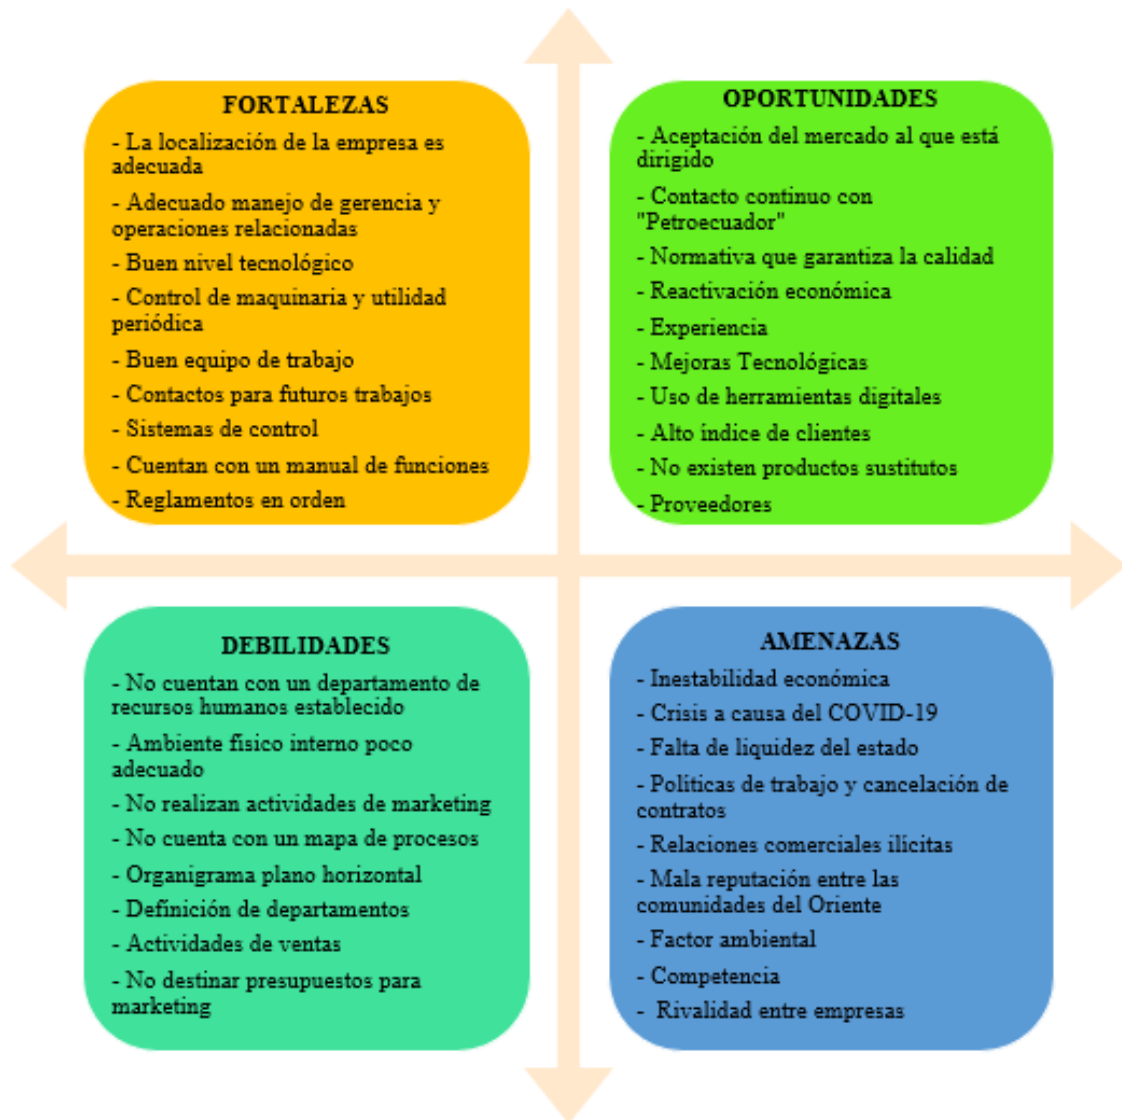 FORTALEZAS
- La localización de la empresa es
adecuada
- Adecuado manejo de gerencia y
operaciones relacionadas
- Buen nivel tecnológico
- Control de maquinaria y utilidad
periódica
- Buen equipo de trabajo
- Contactos para futuros trabajos
- Sistemas de control
- Cuentan con un manual de funciones
- Reglamentos en orden
OPORTUNIDADES
- Aceptación del mercado al que está
dirigido
- Contacto continuo con
"Petroecuador"
- Normativa que garantiza la calidad
- Reactivación económica
- Experiencia
- Mejoras Tecnológicas
- Uso de herramientas digitales
- Alto índice de clientes
- No existen productos sustitutos
- Proveedores
DEBILIDADES
- No cuentan con un departamento de
recursos humanos establecido
- Ambiente físico interno poco
adecuado
- No realizan actividades de marketing
- No cuenta con un mapa de procesos
- Organigrama plano horizontal
- Definición de departamentos
- Actividades de ventas
- No destinar presupuestos para
marketing
AMENAZAS
- Inestabilidad económica
- Crisis a causa del COVID-19
- Falta de liquidez del estado
- Políticas de trabajo y cancelación de
contratos
- Relaciones comerciales ilícitas
- Mala reputación entre las
comunidades del Oriente
- Factor ambiental
- Competencia
- Rivalidad entre empresas